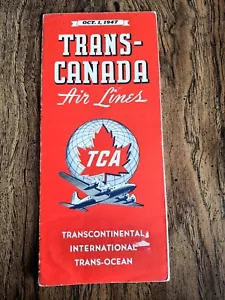 OCT. 1, 1947
TRANS-
CANADA
Air Lines
TCA
TRANSCONTINENTAL
INTERNATIONAL
TRANS-OCEAN